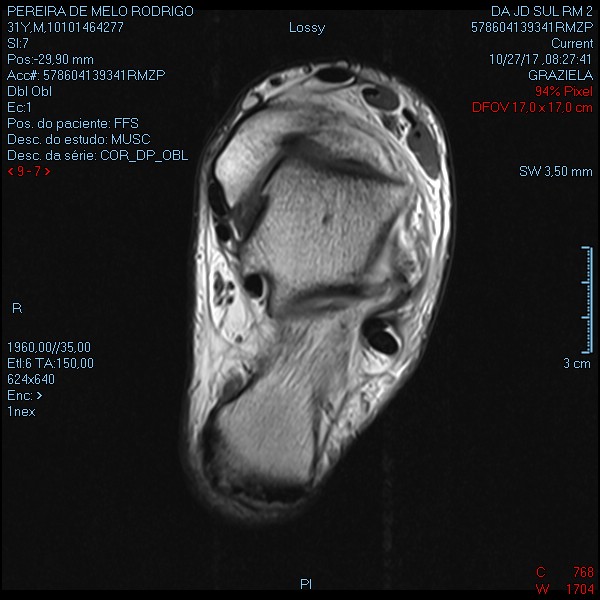 PEREIRA DE MELO RODRIGO
31Y,M,10101464277
Sl:7
Pos:-29,90 mm
Acc#: 578604139341RMZP
Dbl Obl
Ec:1
Pos. do paciente: FFS
Desc. do estudo: MUSC
Desc. da série: COR_DP_OBL
< 9 - 7 >
Lossy
DA JD SUL RM 2
578604139341RMZP
Current
10/27/17 ,08:27:41
GRAZIELA
94% Pixel
DFOV 17,0 x 17,0 cm
SW 3,50 mm
R
1960,00//35,00
Etl:6 TA:150,00
624x640
Enc: >
1nex
3 cm
PI
C 768
W 1704